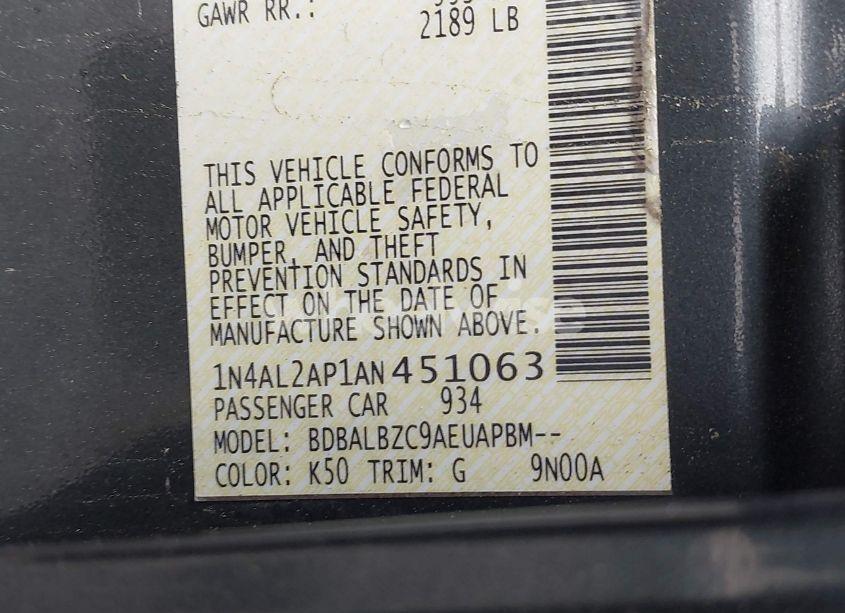 GAWR RR.:
2189 LB
THIS VEHICLE CONFORMS TO
ALL APPLICABLE FEDERAL
MOTOR VEHICLE SAFETY,
BUMPER, AND THEFT
PREVENTION STANDARDS IN
EFFECT ON THE DATE OF
MANUFACTURE SHOWN ABOVE.
1N4AL2AP1AN451063
PASSENGER CAR 934
MODEL: BDBALBZC9AEUAPBM--
COLOR: K50 TRIM: G 9N00A